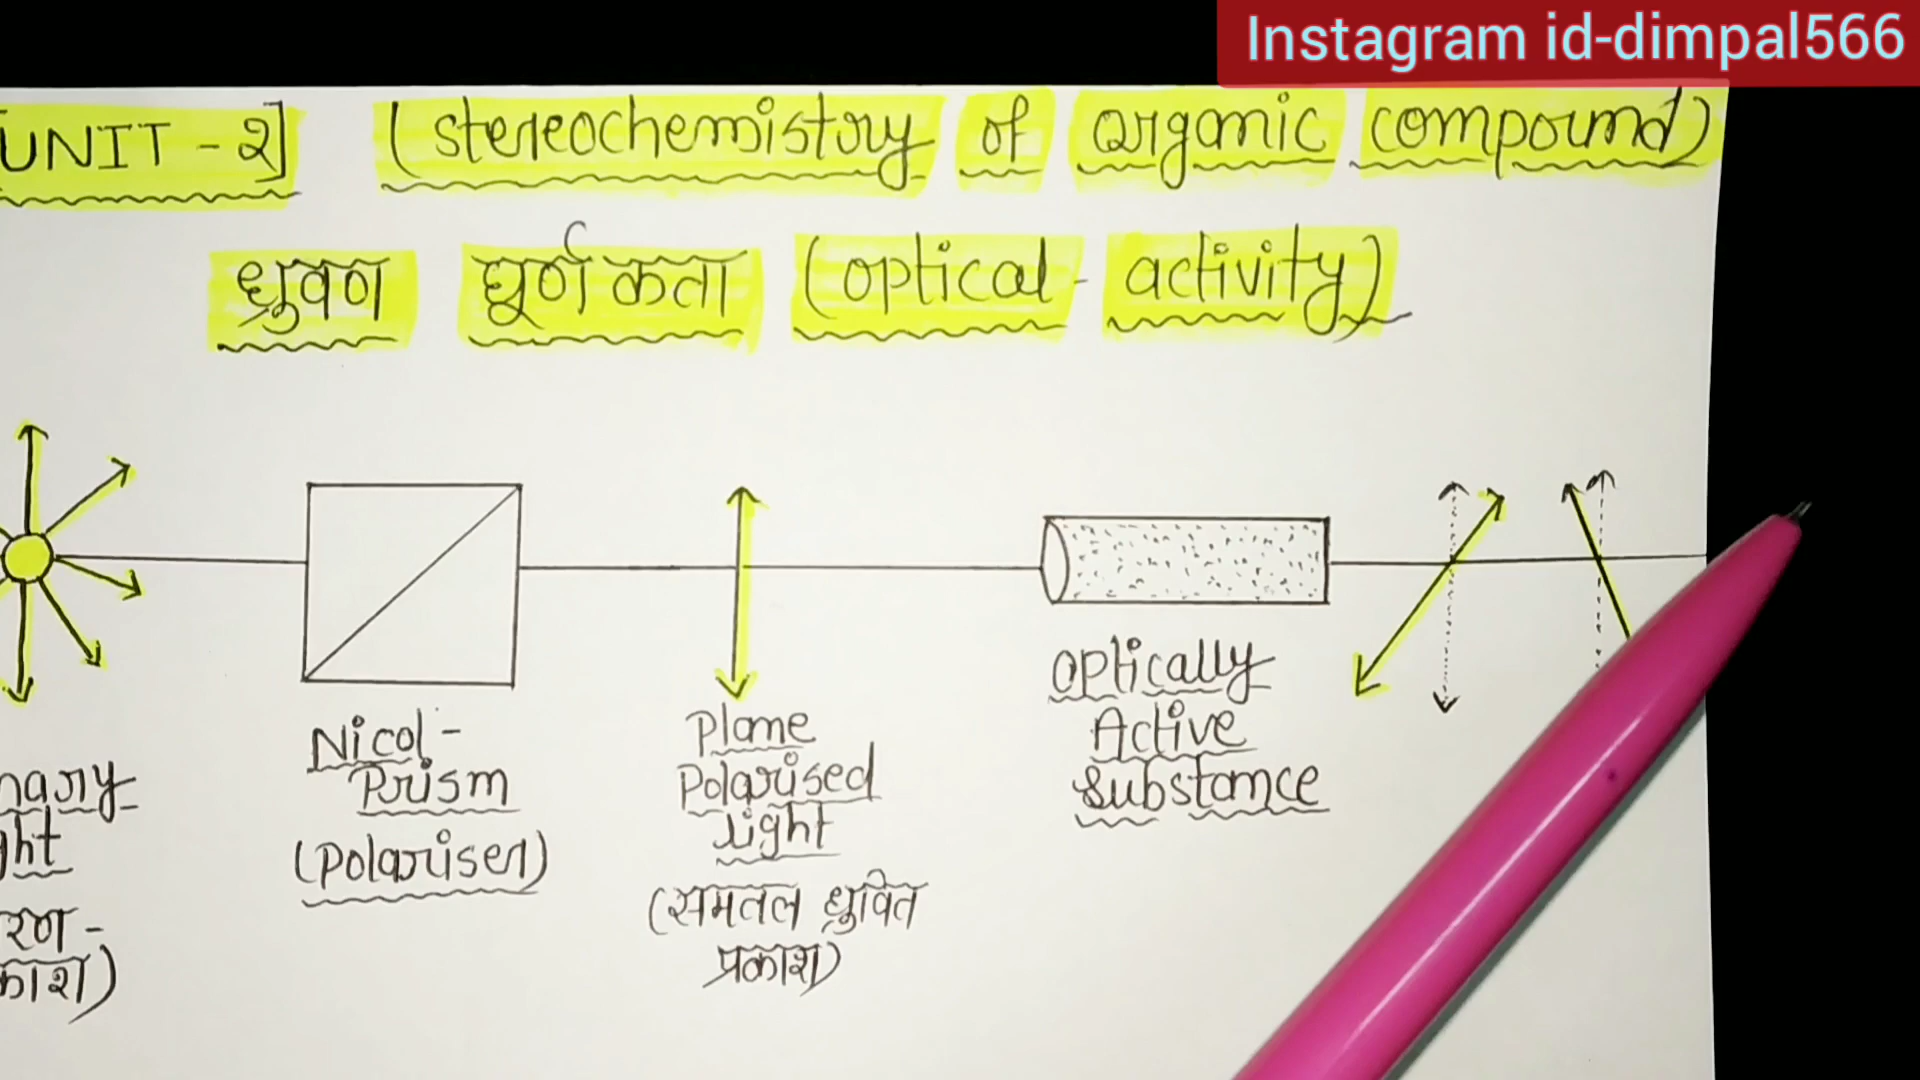 Instagram id-dimpal566
[UNIT - २] (stereochemistry of organic compound)
ध्रुवण घूर्णकता (optical - activity)
Nicol -
Prism
(Polariser)
Plane
Polarised
light
(समतल ध्रुवित
प्रकाश)
Optically
Active
Substance